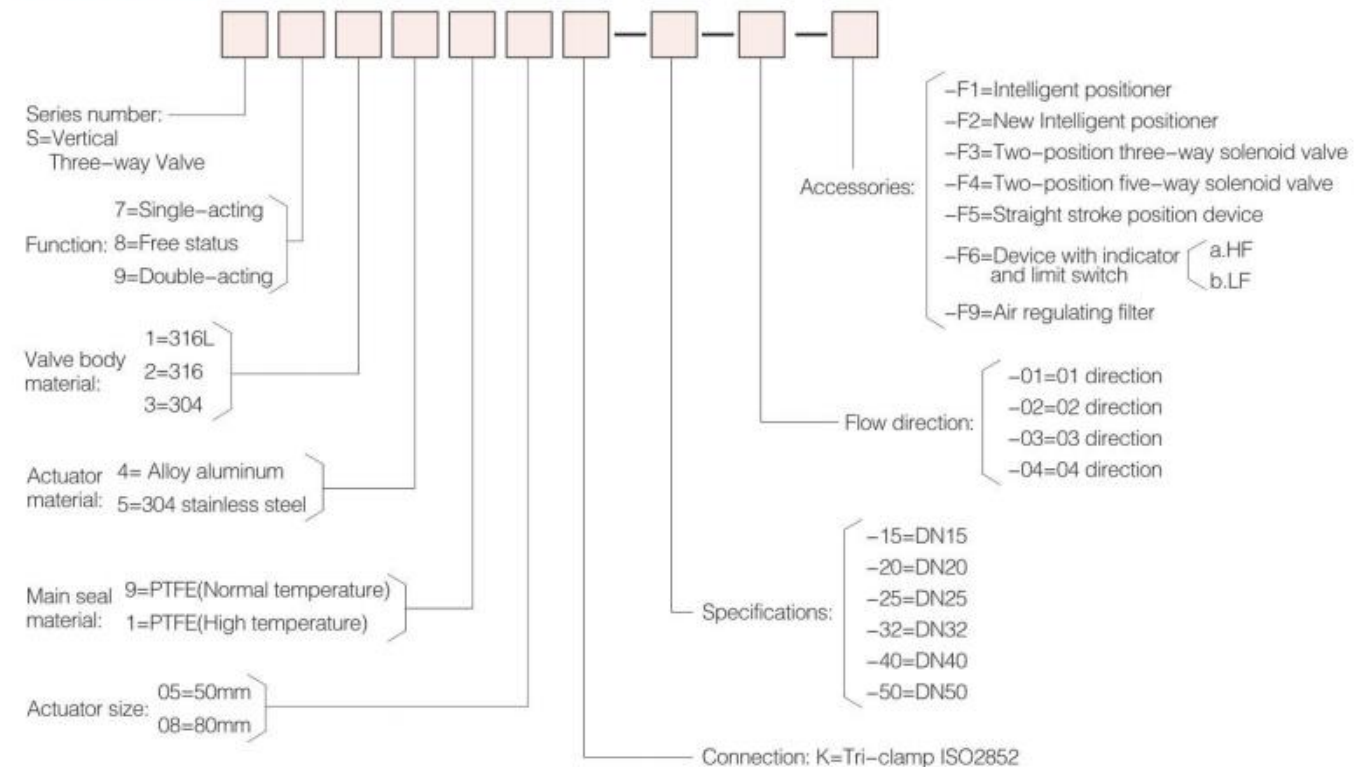 Series number:
S=Vertical
Three-way Valve
Function:
7=Single-acting
8=Free status
9=Double-acting
Valve body
material:
1=316L
2=316
3=304
Actuator
material:
4= Alloy aluminum
5=304 stainless steel
Main seal
material:
9=PTFE(Normal temperature)
1=PTFE(High temperature)
Actuator size:
05=50mm
08=80mm
Connection: K=Tri-clamp ISO2852
Specifications:
-15=DN15
-20=DN20
-25=DN25
-32=DN32
-40=DN40
-50=DN50
Flow direction:
-01=01 direction
-02=02 direction
-03=03 direction
-04=04 direction
Accessories:
-F1=Intelligent positioner
-F2=New Intelligent positioner
-F3=Two-position three-way solenoid valve
-F4=Two-position five-way solenoid valve
-F5=Straight stroke position device
-F6=Device with indicator
and limit switch
a.HF
b.LF
-F9=Air regulating filter